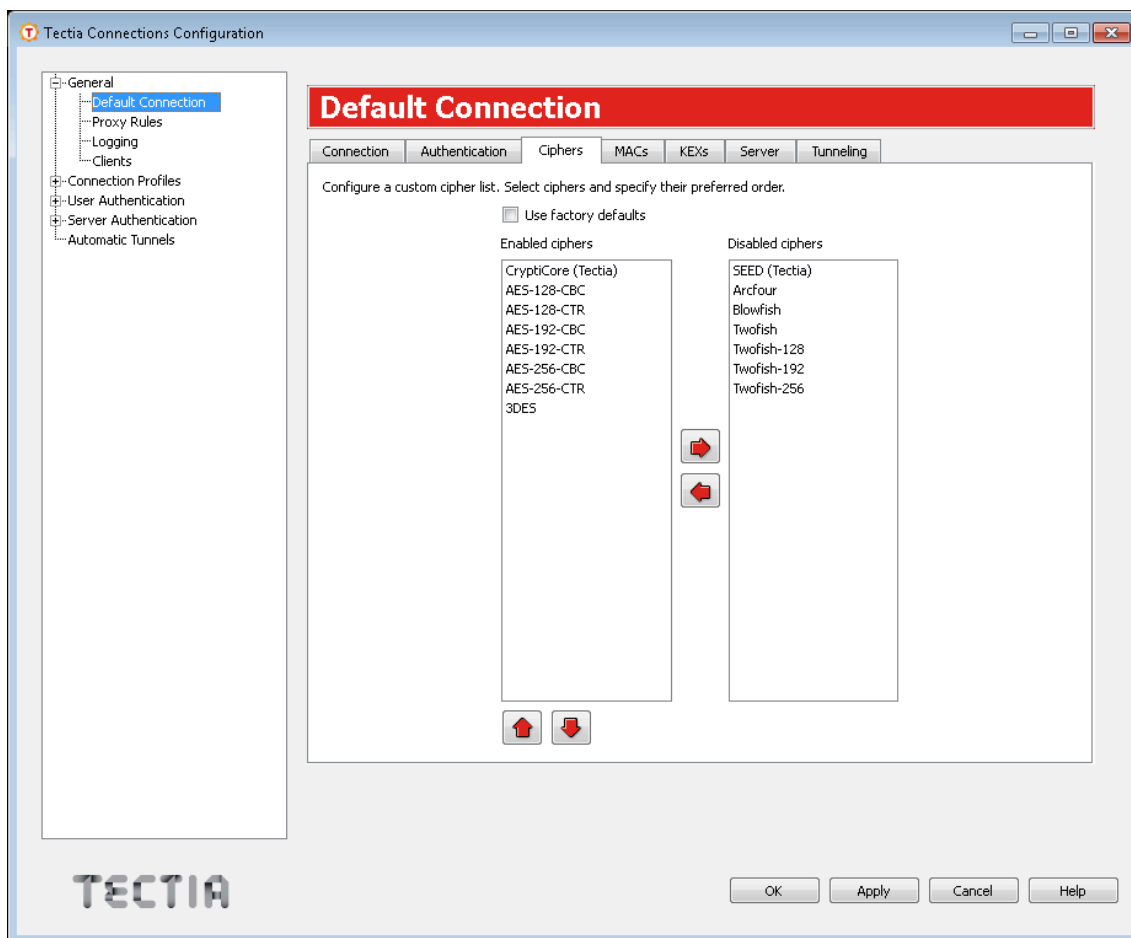 Tectia Connections Configuration
General
Default Connection
Proxy Rules
Logging
Clients
Connection Profiles
User Authentication
Server Authentication
Automatic Tunnels
Default Connection
Connection Authentication Ciphers MACs KEXs Server Tunneling
Configure a custom cipher list. Select ciphers and specify their preferred order.
Use factory defaults
Enabled ciphers
CryptiCore (Tectia)
AES-128-CBC
AES-128-CTR
AES-192-CBC
AES-192-CTR
AES-256-CBC
AES-256-CTR
3DES
Disabled ciphers
SEED (Tectia)
Arcfour
Blowfish
Twofish
Twofish-128
Twofish-192
Twofish-256
TECTIA
OK Apply Cancel Help